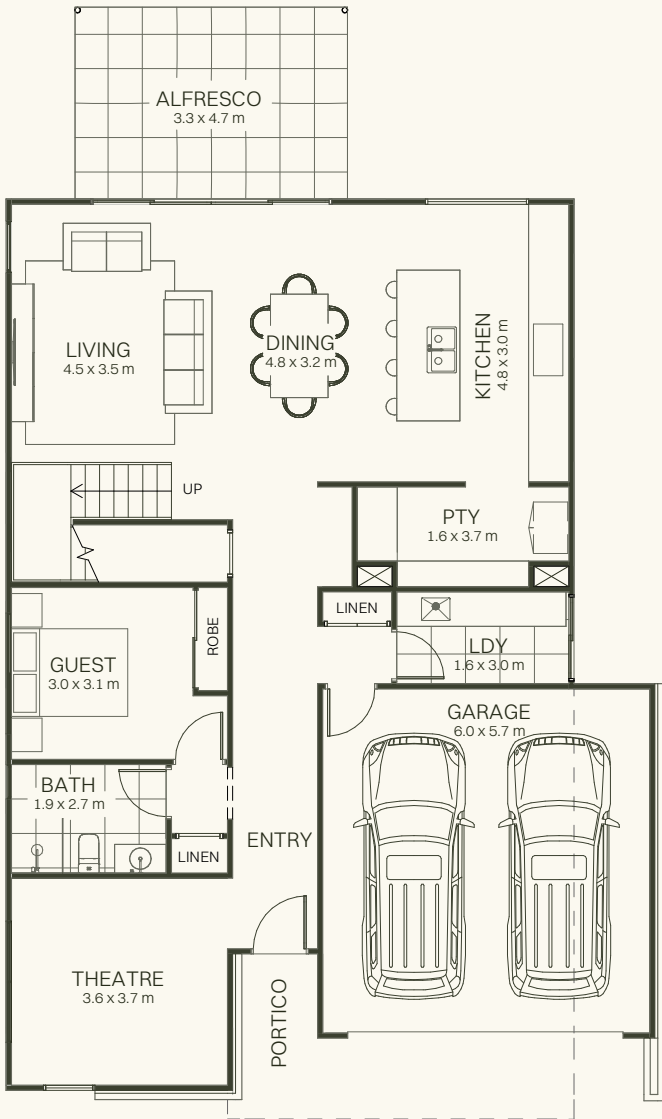 ALFRESCO
3.3 x 4.7 m
LIVING
4.5 x 3.5 m
DINING
4.8 x 3.2 m
KITCHEN
4.8 x 3.0 m
UP
PTY
1.6 x 3.7 m
LINEN
ROBE
LDY
1.6 x 3.0 m
GUEST
3.0 x 3.1 m
GARAGE
6.0 x 5.7 m
BATH
1.9 x 2.7 m
ENTRY
LINEN
THEATRE
3.6 x 3.7 m
PORTICO